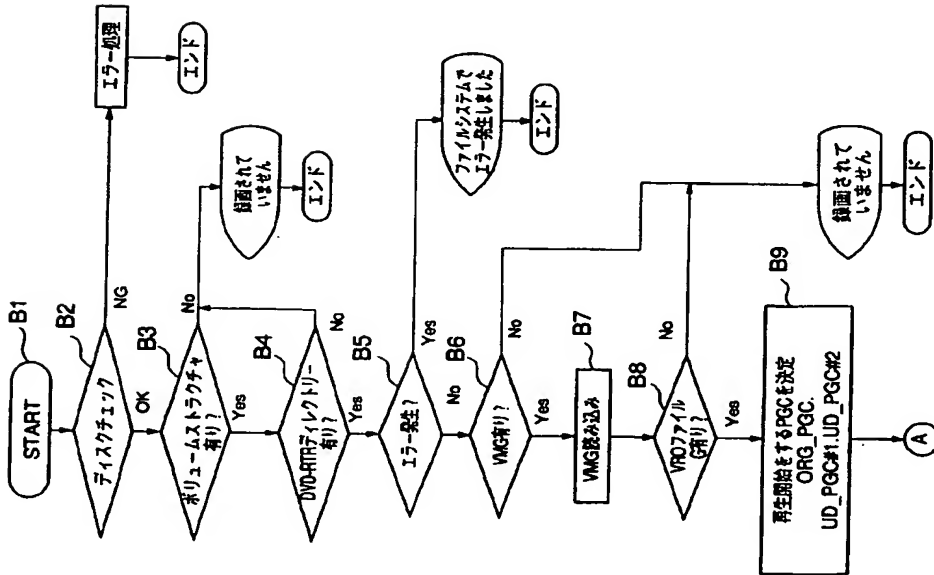 START
B1
ディスクチェック
B2
NG
エラー処理
エンド
OK
ボリュームストラクチャ
有り?
B3
No
録画されて
いません
エンド
Yes
DVD-RTRディレクトリー
有り?
B4
No
Yes
エラー発生?
B5
Yes
ファイルシステムで
エラー発生しました
エンド
No
VMG有り?
B6
No
Yes
VMG読み込み
B7
VROファイル
G有り?
B8
No
録画されて
いません
エンド
Yes
再生開始をするPGCを決定
ORG_PGC.
UD_PGC#1.UD_PGC#2
B9
A